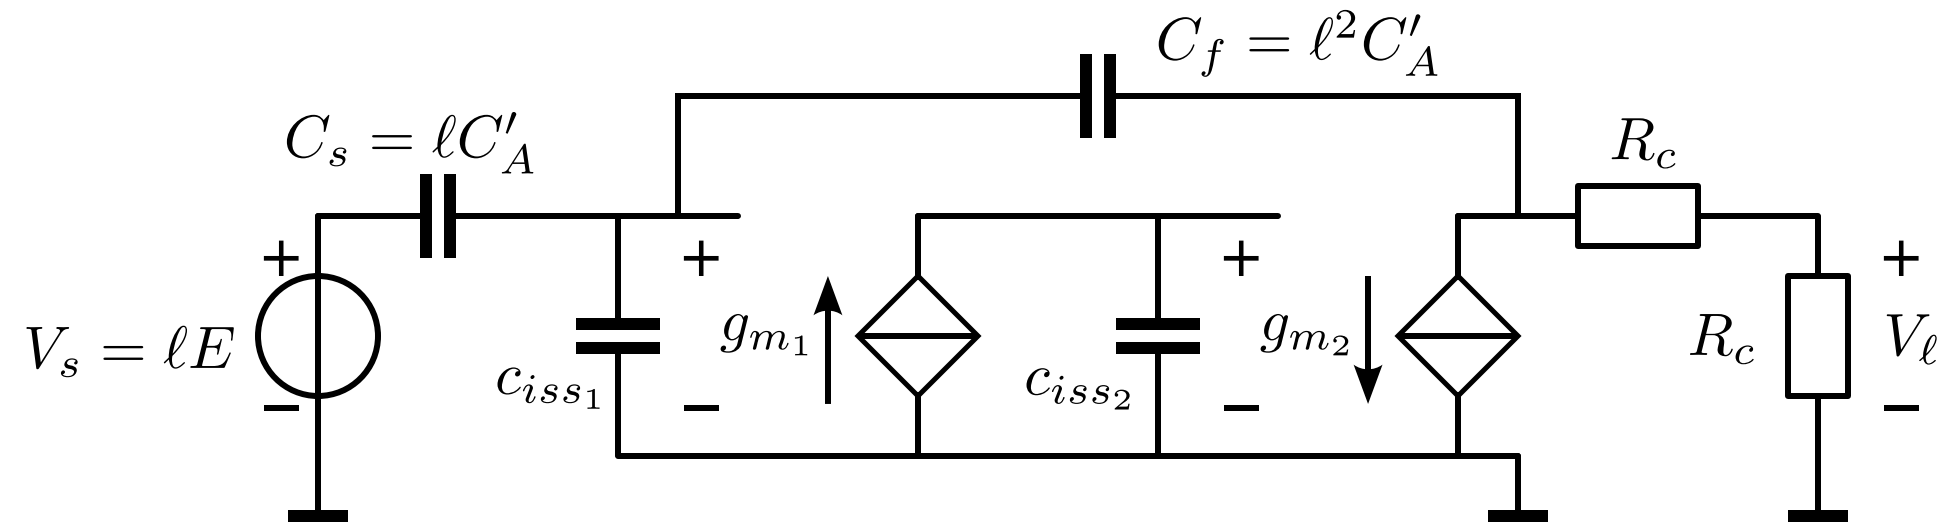 C_f = ℓ²C′_A
C_s = ℓC′_A
R_c
+ + + +
V_s = ℓE
g_{m_1}
g_{m_2}
R_c
V_ℓ
c_{iss_1}
c_{iss_2}
− − − −